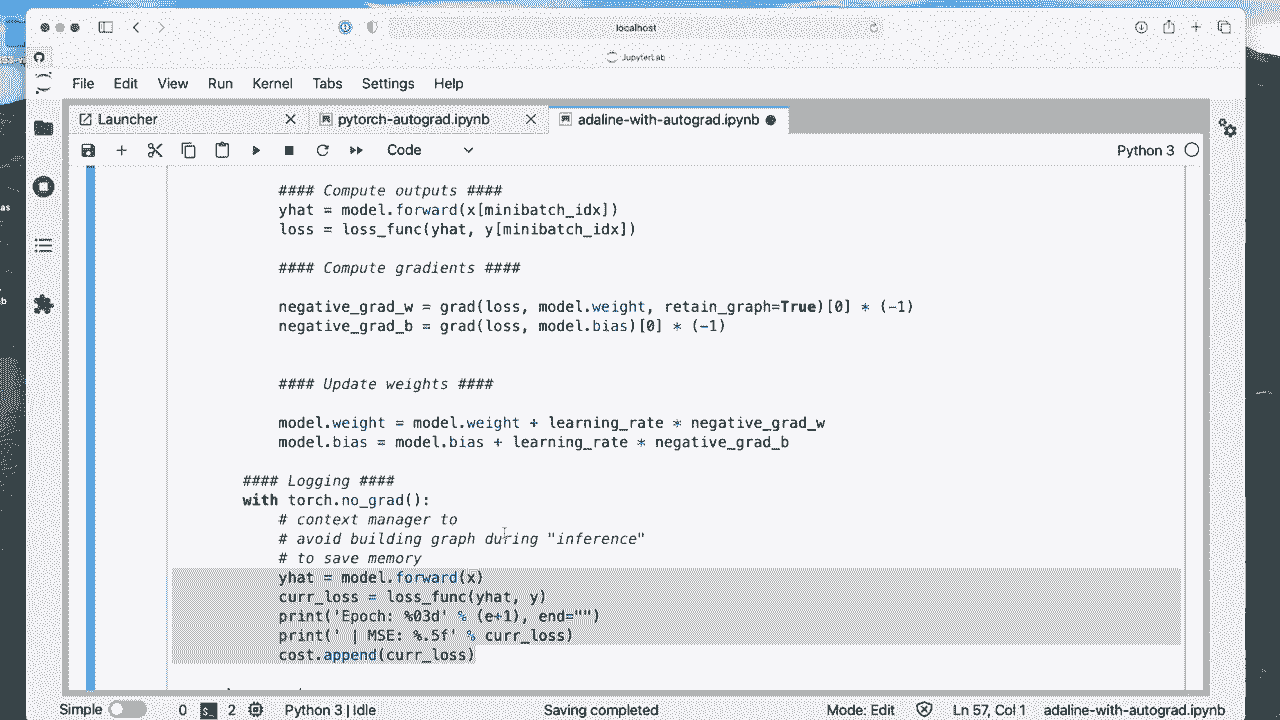 localhost
JupyterLab
File Edit View Run Kernel Tabs Settings Help
Launcher pytorch-autograd.ipynb adaline-with-autograd.ipynb
Code Python 3
#### Compute outputs ####
yhat = model.forward(x[minibatch_idx])
loss = loss_func(yhat, y[minibatch_idx])
#### Compute gradients ####
negative_grad_w = grad(loss, model.weight, retain_graph=True)[0] * (-1)
negative_grad_b = grad(loss, model.bias)[0] * (-1)
#### Update weights ####
model.weight = model.weight + learning_rate * negative_grad_w
model.bias = model.bias + learning_rate * negative_grad_b
#### Logging ####
with torch.no_grad():
# context manager to
# avoid building graph during "inference"
# to save memory
yhat = model.forward(x)
curr_loss = loss_func(yhat, y)
print('Epoch: %03d' % (e+1), end="")
print(' | MSE: %.5f' % curr_loss)
cost.append(curr_loss)
Simple 0 2 Python 3 | Idle Saving completed Mode: Edit Ln 57, Col 1 adaline-with-autograd.ipynb